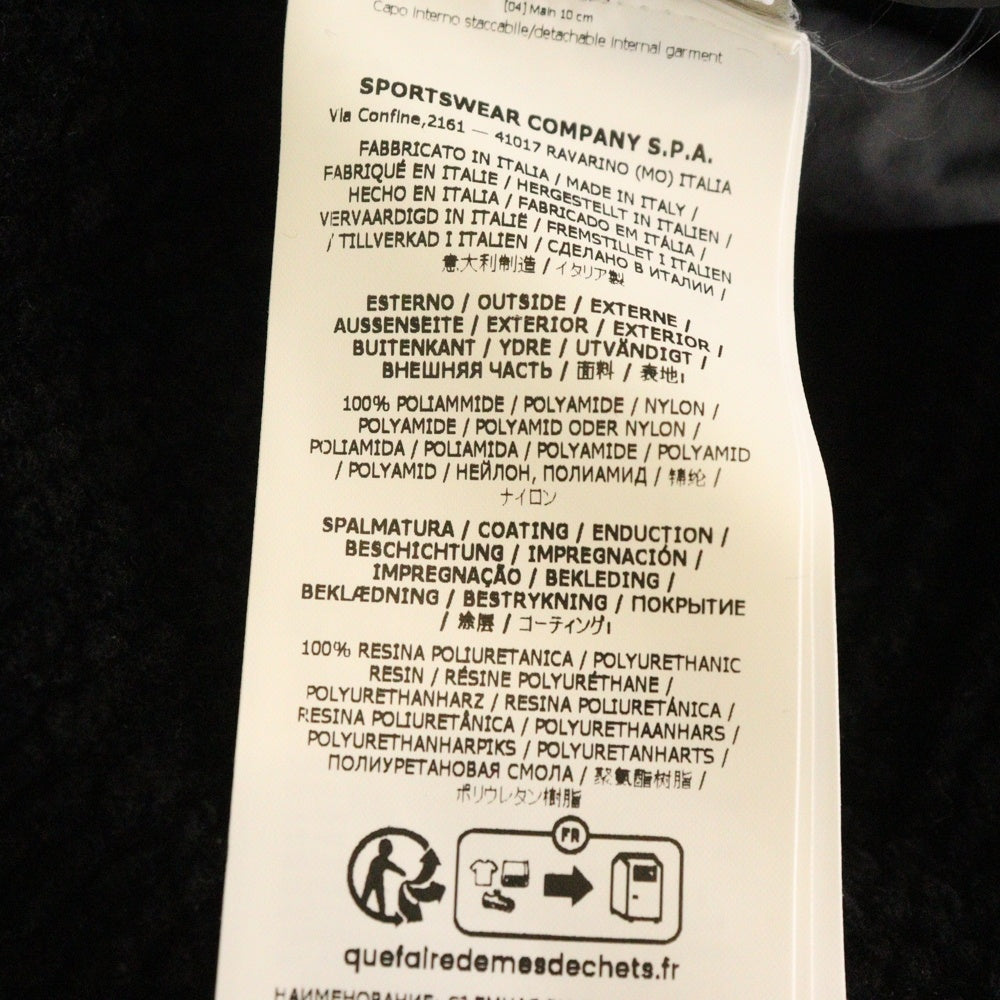 [04] Main 10 cm
Capo interno staccabile/detachable internal garment
SPORTSWEAR COMPANY S.P.A.
Via Confine,2161 — 41017 RAVARINO (MO) ITALIA
FABBRICATO IN ITALIA / MADE IN ITALY /
FABRIQUÉ EN ITALIE / HERGESTELLT IN ITALIEN /
HECHO EN ITALIA / FABRICADO EM ITÁLIA /
VERVAARDIGD IN ITALIË / FREMSTILLET I ITALIEN
/ TILLVERKAD I ITALIEN / СДЕЛАНО В ИТАЛИИ /
意大利制造 / イタリア製
ESTERNO / OUTSIDE / EXTERNE /
AUSSENSEITE / EXTERIOR / EXTERIOR /
BUITENKANT / YDRE / UTVÄNDIGT /
ВНЕШНЯЯ ЧАСТЬ / 面料 / 表地:
100% POLIAMMIDE / POLYAMIDE / NYLON /
POLYAMIDE / POLYAMID ODER NYLON /
POLIAMIDA / POLIAMIDA / POLYAMIDE / POLYAMID
/ POLYAMID / НЕЙЛОН, ПОЛИАМИД / 锦纶 /
ナイロン
SPALMATURA / COATING / ENDUCTION /
BESCHICHTUNG / IMPREGNACIÓN /
IMPREGNAÇÃO / BEKLEDING /
BEKLÆDNING / BESTRYKNING / ПОКРЫТИЕ
/ 涂层 / コーティング:
100% RESINA POLIURETANICA / POLYURETHANIC
RESIN / RÉSINE POLYURÉTHANE /
POLYURETHANHARZ / RESINA POLIURETÁNICA /
RESINA POLIURETÂNICA / POLYURETHAANHARS /
POLYURETHANHARPIKS / POLYURETANHARTS /
ПОЛИУРЕТАНОВАЯ СМОЛА / 聚氨酯树脂 /
ポリウレタン樹脂
FR
quefairedemesdechets.fr